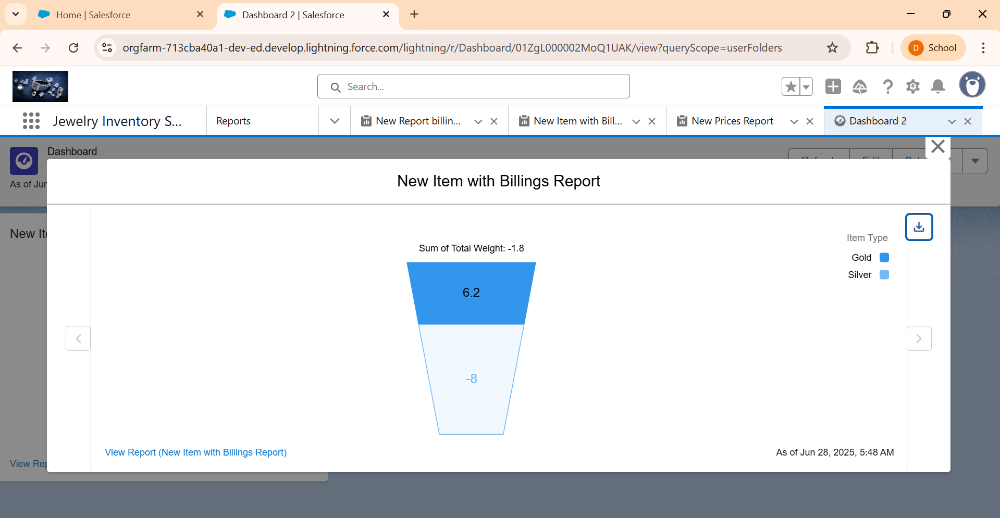 Home | Salesforce
Dashboard 2 | Salesforce
orgfarm-713cba40a1-dev-ed.develop.lightning.force.com/lightning/r/Dashboard/01ZgL000002MoQ1UAK/view?queryScope=userFolders
D School
Search...
Jewelry Inventory S...
Reports
New Report billin...
New Item with Bill...
New Prices Report
Dashboard 2
Dashboard
As of Jun
New Item with Billings Report
New Ite
Sum of Total Weight: -1.8
Item Type
Gold
Silver
6.2
-8
View Report (New Item with Billings Report)
As of Jun 28, 2025, 5:48 AM
View Rep